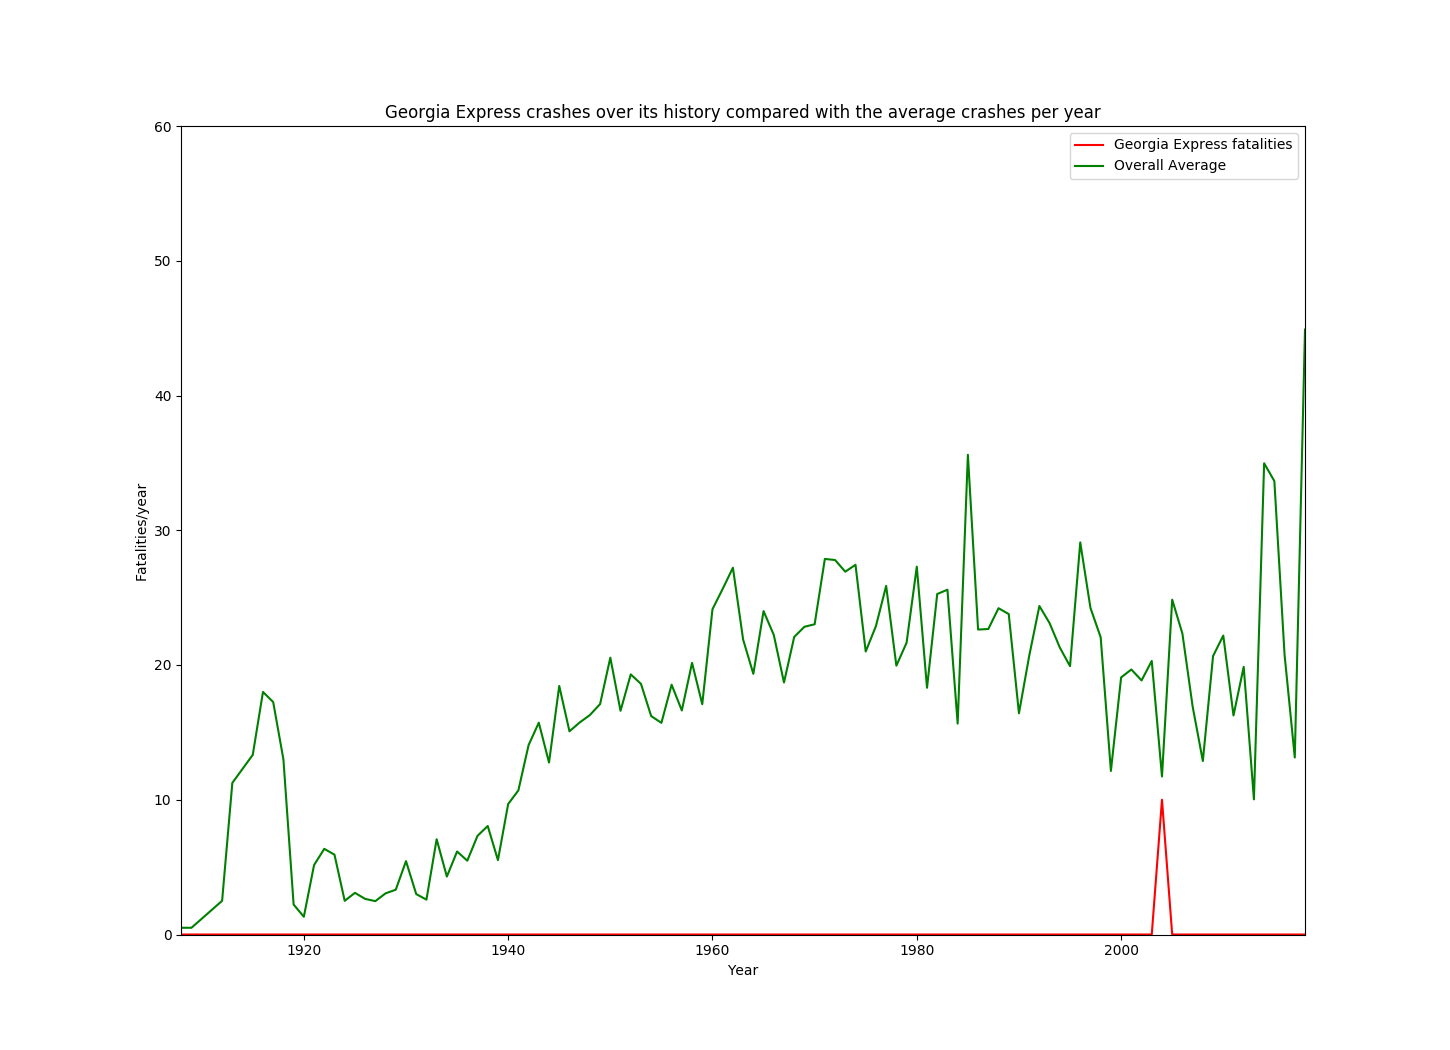 Georgia Express crashes over its history compared with the average crashes per year
60
Georgia Express fatalities
Overall Average
50
40
30
20
10
0
Fatalities/year
1920 1940 1960 1980 2000
Year